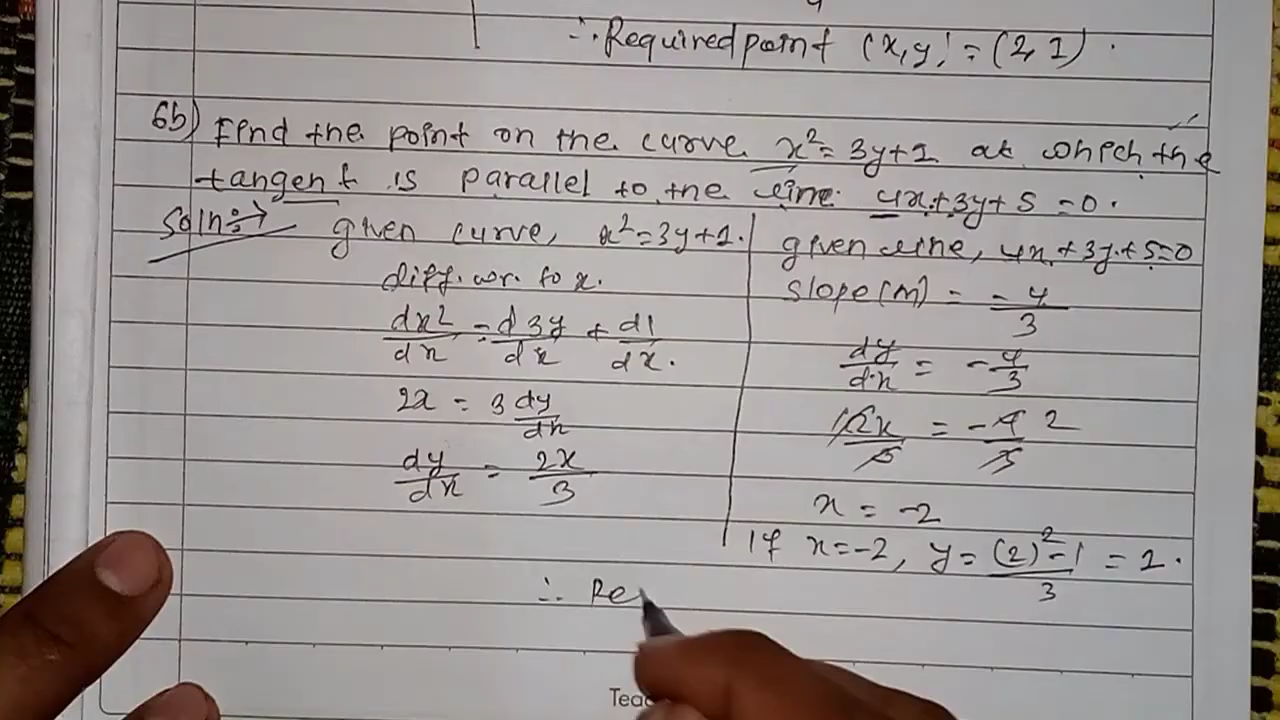 ∴ Required point (x,y) = (2,1).
6b) Find the point on the curve x²=3y+1 at which the
tangent is parallel to the line 4x+3y+5=0.
Soln:→ given curve, x²=3y+1.
diff. wr. to x.
dx2/dx = d3y/dx + d1/dx.
2x = 3 dy/dx
dy/dx = 2x/3
given line, 4x+3y+5=0
slope(m) = -4/3
dy/dx = -4/3
2x/3 = -4/3 2
x = -2
If x=-2, y = (2)²-1/3 = 1.
∴ Re
Teac